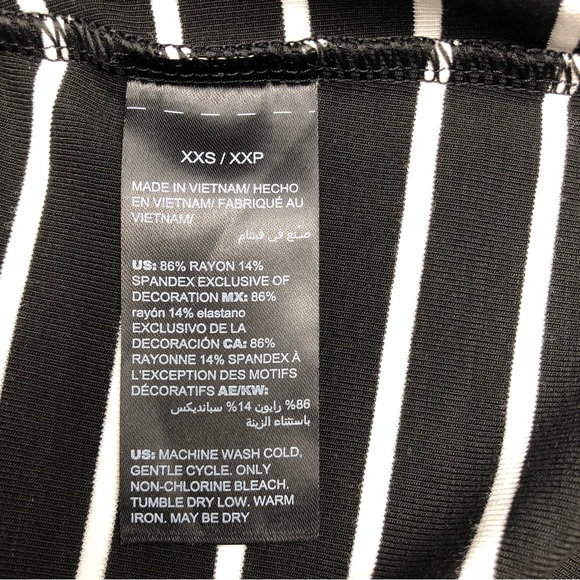 XXS / XXP
MADE IN VIETNAM/ HECHO
EN VIETNAM/ FABRIQUÉ AU
VIETNAM/
صنع في فيتنام
US: 86% RAYON 14%
SPANDEX EXCLUSIVE OF
DECORATION MX: 86%
rayón 14% elastano
EXCLUSIVO DE LA
DECORACIÓN CA: 86%
RAYONNE 14% SPANDEX À
L'EXCEPTION DES MOTIFS
DÉCORATIFS AE/KW:
86% رايون 14% سباندیکس
باستثناء الزينة
US: MACHINE WASH COLD,
GENTLE CYCLE. ONLY
NON-CHLORINE BLEACH.
TUMBLE DRY LOW. WARM
IRON. MAY BE DRY